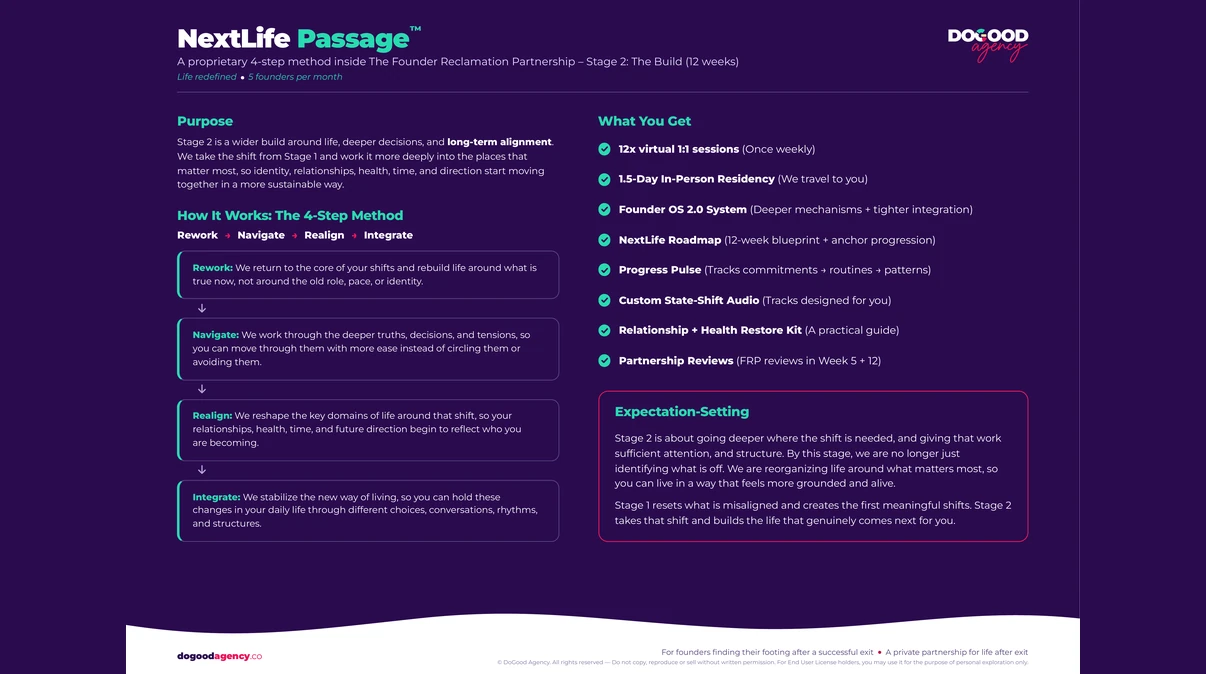 NextLife Passage™
DOGOOD
agency
A proprietary 4-step method inside The Founder Reclamation Partnership – Stage 2: The Build (12 weeks)
Life redefined • 5 founders per month
Purpose
Stage 2 is a wider build around life, deeper decisions, and long-term alignment.
We take the shift from Stage 1 and work it more deeply into the places that
matter most, so identity, relationships, health, time, and direction start moving
together in a more sustainable way.
How It Works: The 4-Step Method
Rework → Navigate → Realign → Integrate
Rework: We return to the core of your shifts and rebuild life around what is
true now, not around the old role, pace, or identity.
↓
Navigate: We work through the deeper truths, decisions, and tensions, so
you can move through them with more ease instead of circling them or
avoiding them.
↓
Realign: We reshape the key domains of life around that shift, so your
relationships, health, time, and future direction begin to reflect who you
are becoming.
↓
Integrate: We stabilize the new way of living, so you can hold these
changes in your daily life through different choices, conversations, rhythms,
and structures.
What You Get
12x virtual 1:1 sessions (Once weekly)
1.5-Day In-Person Residency (We travel to you)
Founder OS 2.0 System (Deeper mechanisms + tighter integration)
NextLife Roadmap (12-week blueprint + anchor progression)
Progress Pulse (Tracks commitments → routines → patterns)
Custom State-Shift Audio (Tracks designed for you)
Relationship + Health Restore Kit (A practical guide)
Partnership Reviews (FRP reviews in Week 5 + 12)
Expectation-Setting
Stage 2 is about going deeper where the shift is needed, and giving that work
sufficient attention, and structure. By this stage, we are no longer just
identifying what is off. We are reorganizing life around what matters most, so
you can live in a way that feels more grounded and alive.
Stage 1 resets what is misaligned and creates the first meaningful shifts. Stage 2
takes that shift and builds the life that genuinely comes next for you.
dogoodagency.co
For founders finding their footing after a successful exit • A private partnership for life after exit
© DoGood Agency. All rights reserved — Do not copy, reproduce or sell without written permission. For End User License holders, you may use it for the purpose of personal exploration only.